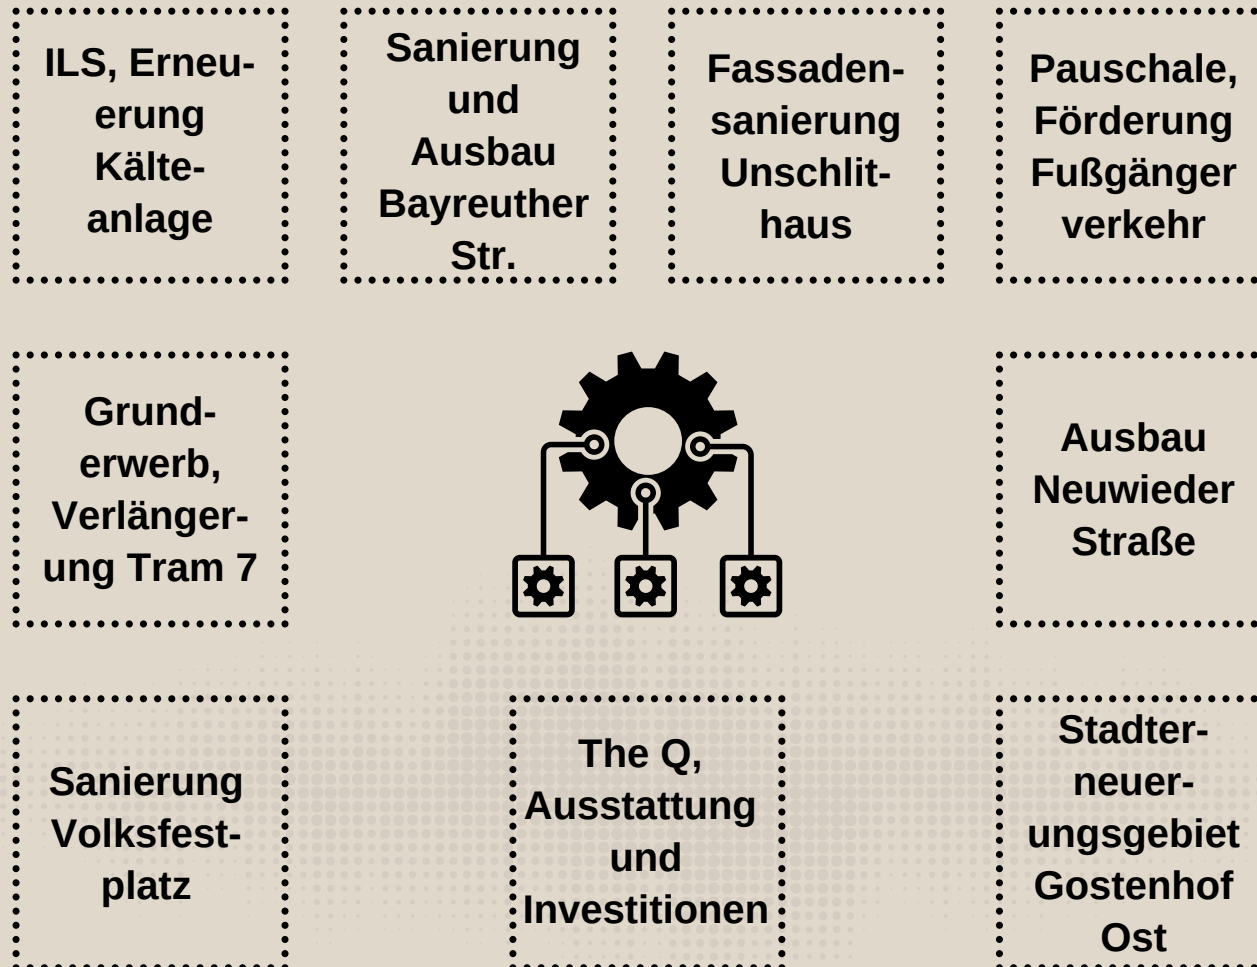 ILS, Erneu-
erung
Kälte-
anlage
Sanierung
und
Ausbau
Bayreuther
Str.
Fassaden-
sanierung
Unschlit-
haus
Pauschale,
Förderung
Fußgänger
verkehr
Grund-
erwerb,
Verlänger-
ung Tram 7
Ausbau
Neuwieder
Straße
Sanierung
Volksfest-
platz
The Q,
Ausstattung
und
Investitionen
Stadter-
neuer-
ungsgebiet
Gostenhof
Ost